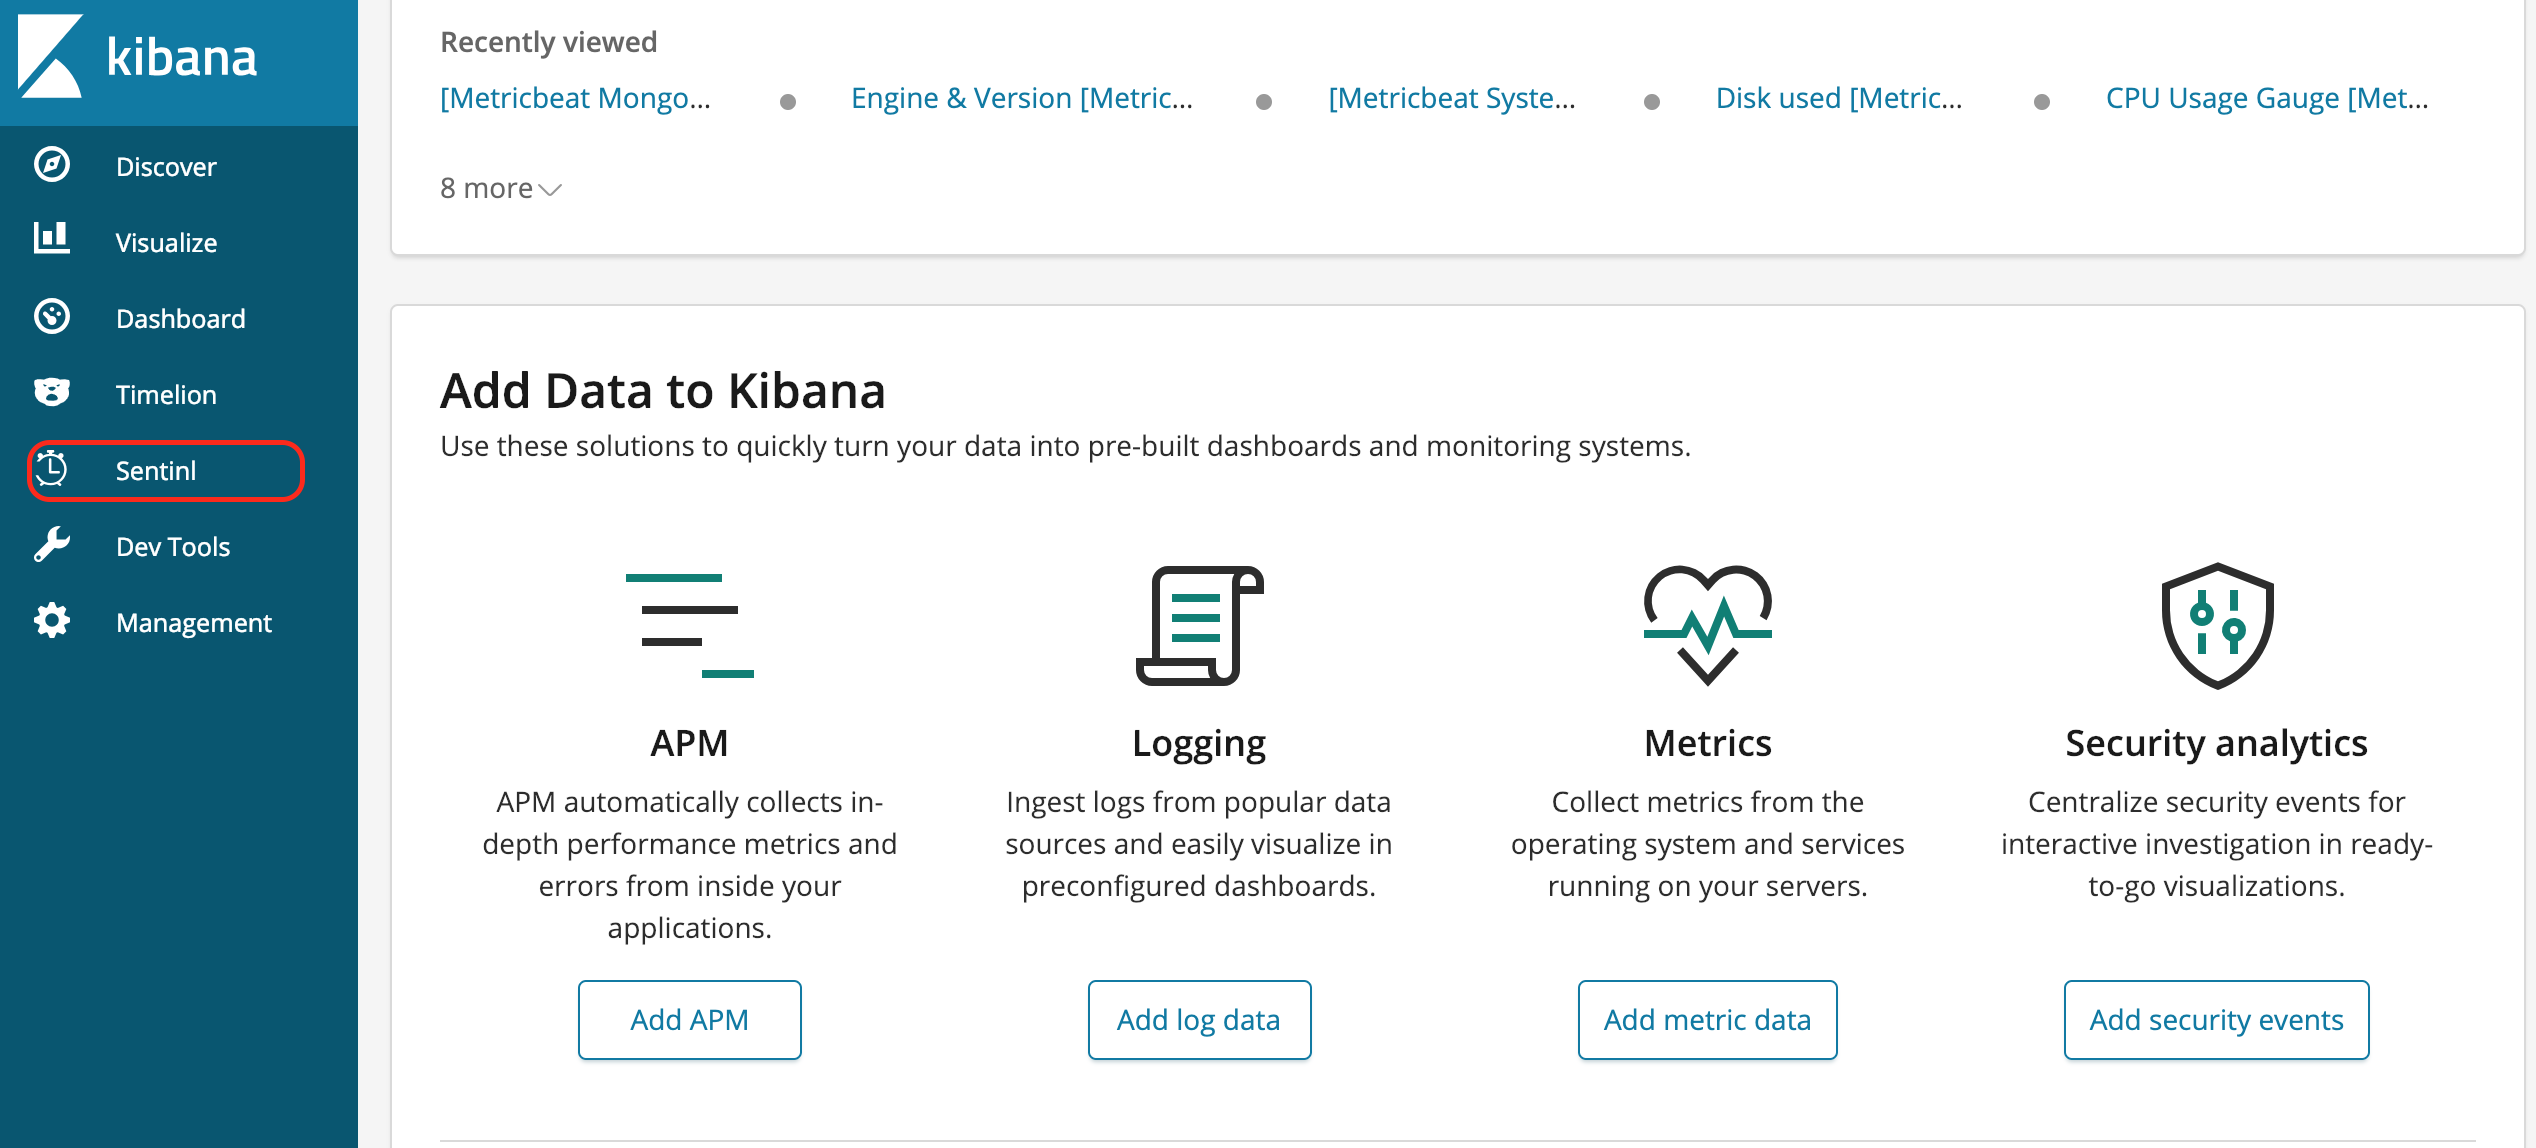 kibana
Discover
Visualize
Dashboard
Timelion
Sentinl
Dev Tools
Management
Recently viewed
[Metricbeat Mongo... Engine & Version [Metric... [Metricbeat Syste... Disk used [Metric... CPU Usage Gauge [Met...
8 more
Add Data to Kibana
Use these solutions to quickly turn your data into pre-built dashboards and monitoring systems.
APM
APM automatically collects in-
depth performance metrics and
errors from inside your
applications.
Add APM
Logging
Ingest logs from popular data
sources and easily visualize in
preconfigured dashboards.
Add log data
Metrics
Collect metrics from the
operating system and services
running on your servers.
Add metric data
Security analytics
Centralize security events for
interactive investigation in ready-
to-go visualizations.
Add security events